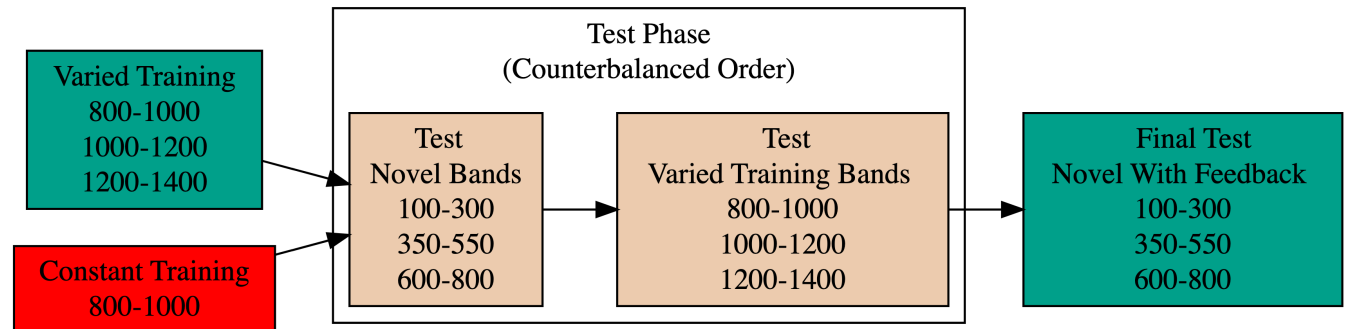 Varied Training
800-1000
1000-1200
1200-1400
Constant Training
800-1000
Test Phase
(Counterbalanced Order)
Test
Novel Bands
100-300
350-550
600-800
Test
Varied Training Bands
800-1000
1000-1200
1200-1400
Final Test
Novel With Feedback
100-300
350-550
600-800